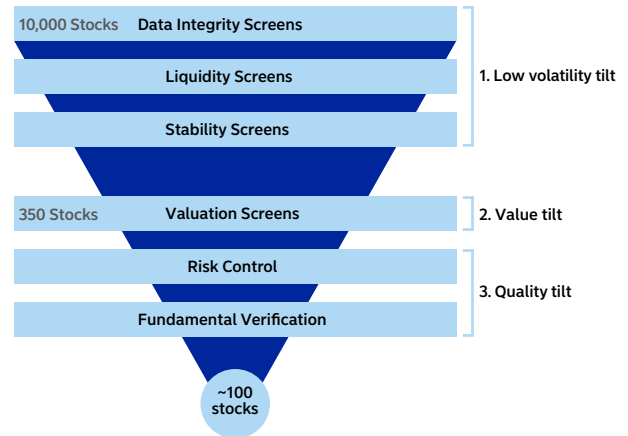 10,000 Stocks Data Integrity Screens
Liquidity Screens
1. Low volatility tilt
Stability Screens
350 Stocks Valuation Screens
2. Value tilt
Risk Control
3. Quality tilt
Fundamental Verification
~100
stocks